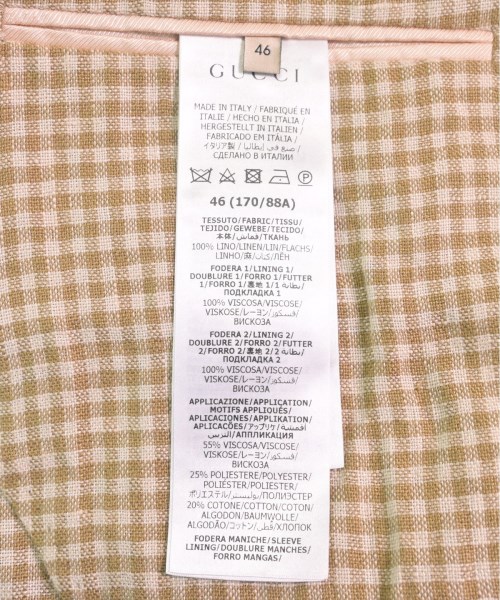 46
GUCCI
MADE IN ITALY / FABRIQUÉ EN
ITALIE / HECHO EN ITALIA /
HERGESTELLT IN ITALIEN /
FABRICADO EM ITÁLIA /
イタリア製 / صنع في إيطاليا /
СДЕЛАНО В ИТАЛИИ
46 (170/88A)
TESSUTO/FABRIC/TISSU/
TEJIDO/GEWEBE/TECIDO/
本体/قماش/ТКАНЬ
100% LINO/LINEN/LIN/FLACHS/
LINHO/麻/كتان/ЛЁН
FODERA 1/LINING 1/
DOUBLURE 1/FORRO 1/FUTTER
1/FORRO 1/裏地 1/بطانة 1/
ПОДКЛАДКА 1
100% VISCOSA/VISCOSE/
VISKOSE/レーヨン/فسكوز/
ВИСКОЗА
FODERA 2/LINING 2/
DOUBLURE 2/FORRO 2/FUTTER
2/FORRO 2/裏地 2/بطانة 2/
ПОДКЛАДКА 2
100% VISCOSA/VISCOSE/
VISKOSE/レーヨン/فسكوز/
ВИСКОЗА
APPLICAZIONE/APPLICATION/
MOTIFS APPLIQUÉS/
APLICACIONES/APPLIKATION/
APLICAÇÕES/アップリケ/أقمشة
التزيين/АППЛИКАЦИЯ
55% VISCOSA/VISCOSE/
VISKOSE/レーヨン/فسكوز/
ВИСКОЗА
25% POLIESTERE/POLYESTER/
POLIÉSTER/POLIESTER/
ポリエステル/بوليستر/ПОЛИЭСТЕР
20% COTONE/COTTON/COTON/
ALGODON/BAUMWOLLE/
ALGODÃO/コットン/قطن/ХЛОПОК
FODERA MANICHE/SLEEVE
LINING/DOUBLURE MANCHES/
FORRO MANGAS/